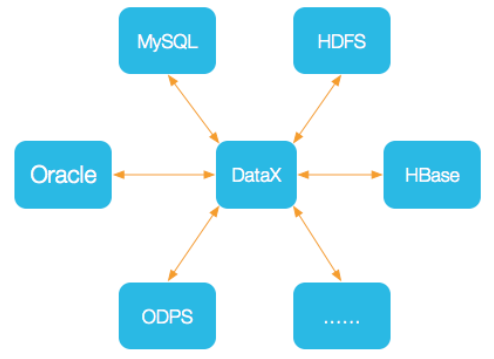 MySQL
HDFS
Oracle
DataX
HBase
ODPS
......